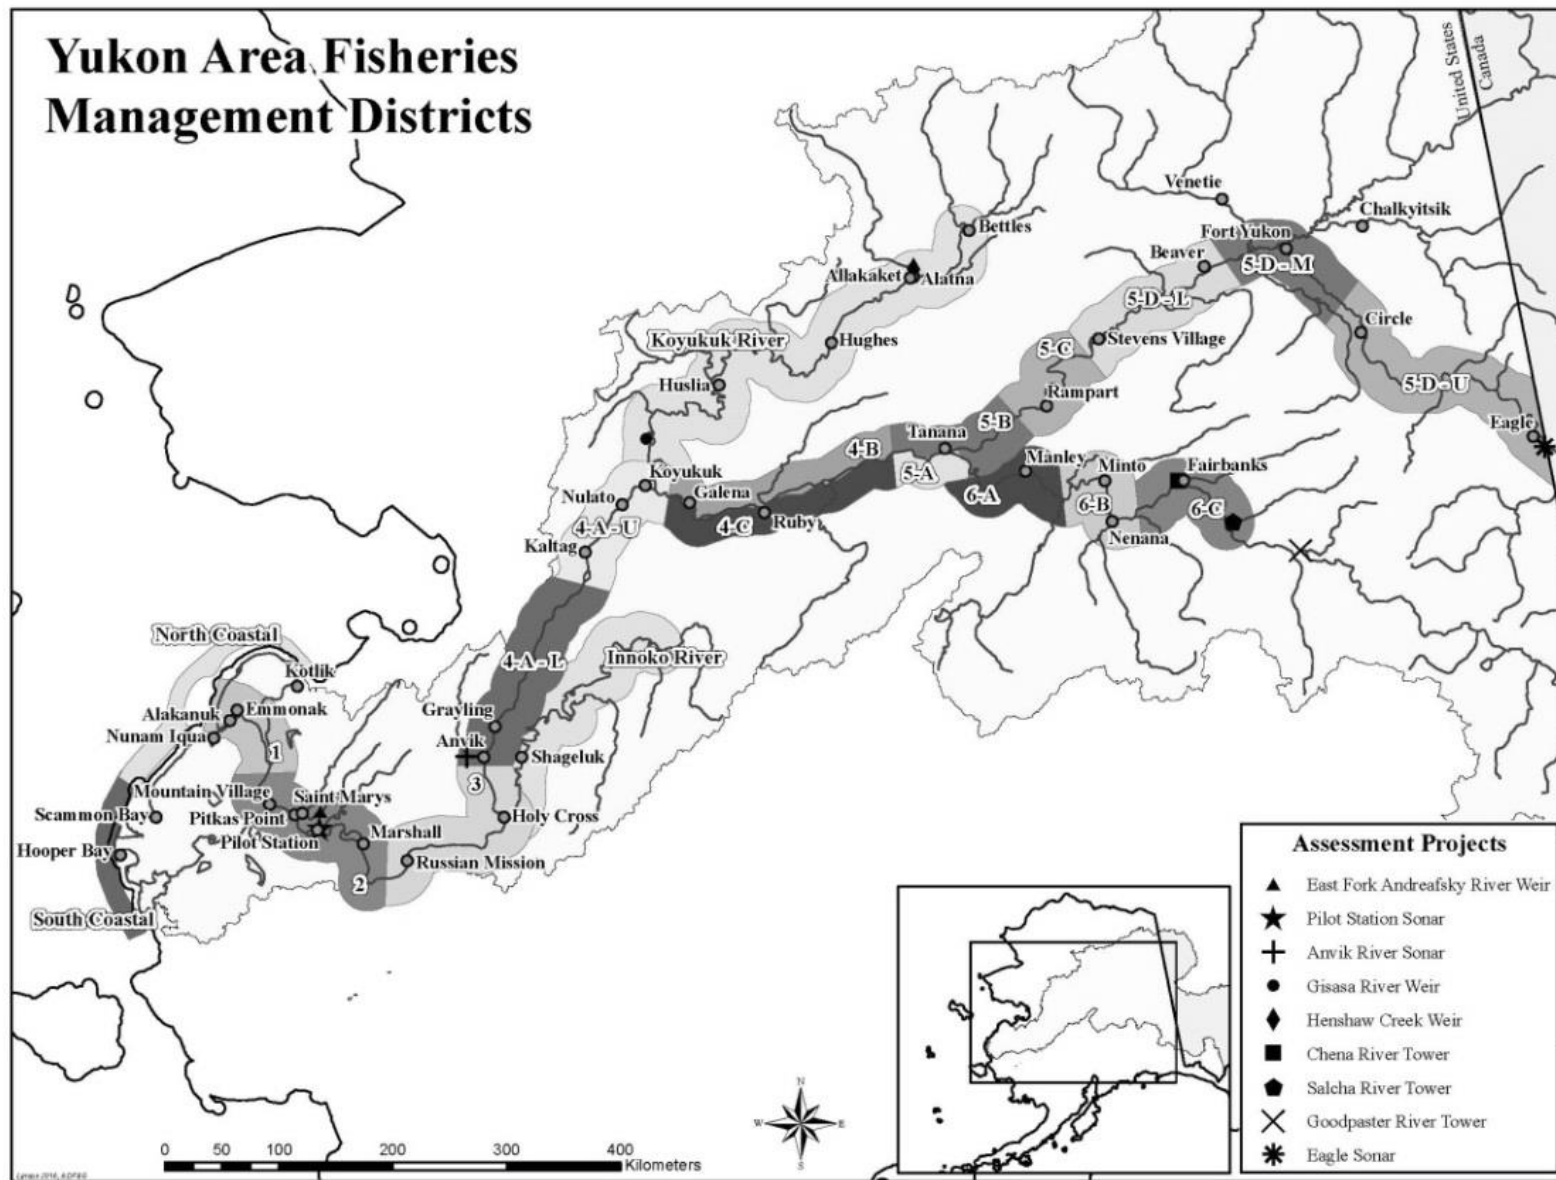 Yukon Area Fisheries
Management Districts
United States
Canada
Venetie
Chalkyitsik
Fort Yukon
Bettles
Beaver
5-D - M
Allakaket
Alatna
5-D - L
Circle
Koyukuk River
Hughes
5-C
Stevens Village
Huslia
5-D - U
Rampart
Eagle
5-B
Tanana
4-B
Manley
Minto
Fairbanks
Koyukuk
5-A
Nulato
Galena
6-A
6-B
6-C
4-A - U
4-C
Ruby
Nenana
Kaltag
North Coastal
4-A - L
Innoko River
Kotlik
Alakanuk
Emmonak
Grayling
Nunam Iqua
Anvik
1
Shageluk
3
Mountain Village
Saint Marys
Scammon Bay
Pitkas Point
Holy Cross
Pilot Station
Marshall
Hooper Bay
Russian Mission
2
South Coastal
Assessment Projects
East Fork Andreafsky River Weir
Pilot Station Sonar
Anvik River Sonar
Gisasa River Weir
Henshaw Creek Weir
Chena River Tower
Salcha River Tower
Goodpaster River Tower
Eagle Sonar
N
W E
S
0 50 100 200 300 400
Kilometers